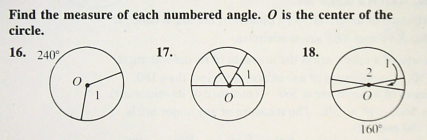 Find the measure of each numbered angle. O is the center of the
circle.
16. 240° O 1
17. 1 O
18. 1 2 O 160°